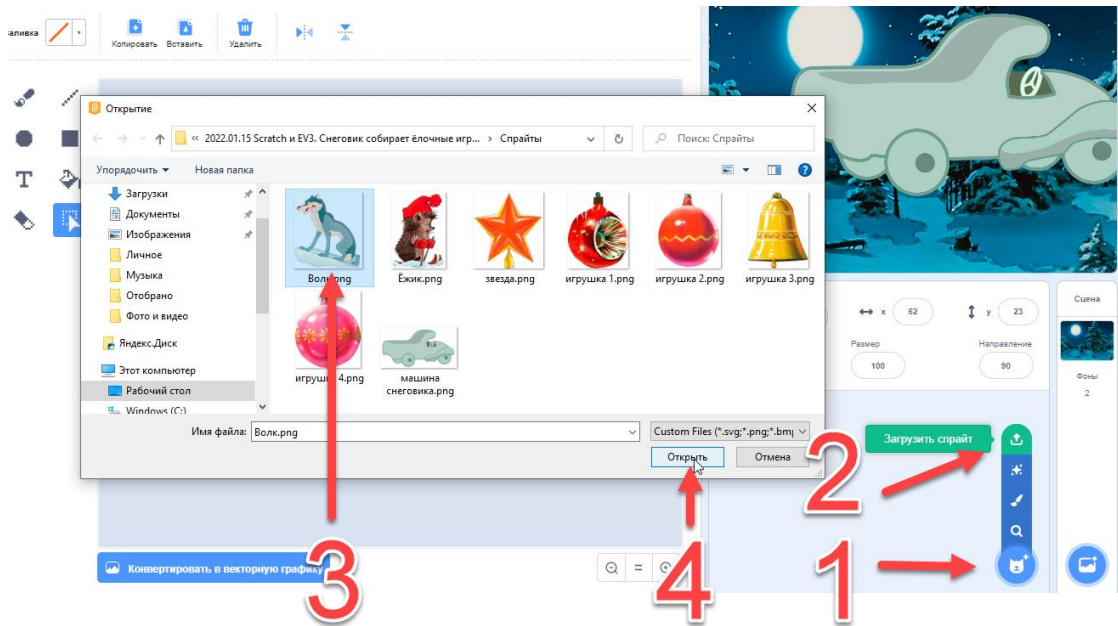 заливка
Копировать Вставить Удалить
Открытие
« 2022.01.15 Scratch и EV3. Снеговик собирает ёлочные игр... › Спрайты
Поиск: Спрайты
Упорядочить Новая папка
Загрузки
Документы
Изображения
Личное
Музыка
Отобрано
Фото и видео
Яндекс.Диск
Этот компьютер
Рабочий стол
Windows (C:)
Волк.png Ёжик.png звезда.png игрушка 1.png игрушка 2.png игрушка 3.png
игрушка 4.png машина
снеговика.png
Имя файла: Волк.png
Custom Files (*.svg;*.png;*.bm
Открыть Отмена
T
x 62 y 23
Размер Направление
100 90
Сцена
Фоны
2
Загрузить спрайт
Конвертировать в векторную графику
1
2
3
4